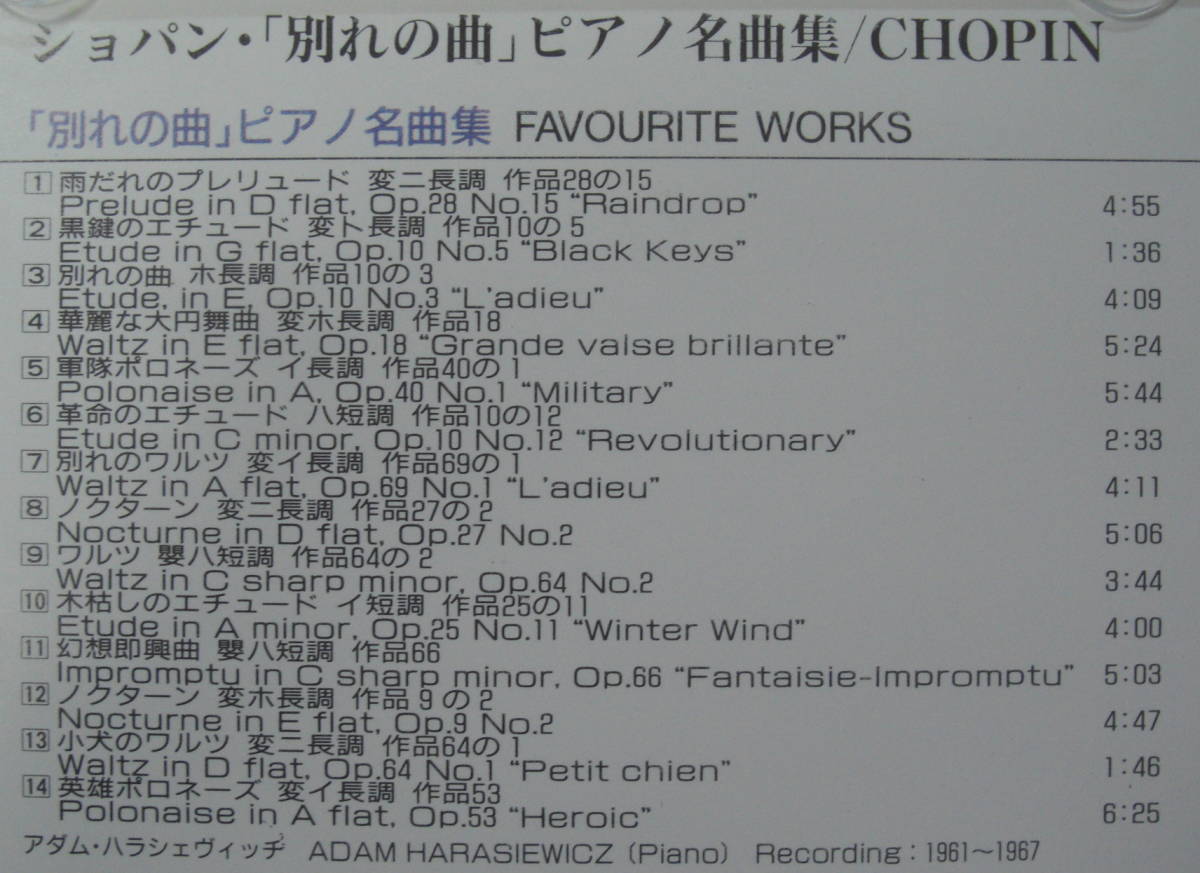 ショパン・「別れの曲」ピアノ名曲集/CHOPIN
「別れの曲」ピアノ名曲集 FAVOURITE WORKS
1 雨だれのプレリュード 変ニ長調 作品28の15
Prelude in D flat, Op.28 No.15 “Raindrop” 4:55
2 黒鍵のエチュード 変ト長調 作品10の5
Etude in G flat, Op.10 No.5 “Black Keys” 1:36
3 別れの曲 ホ長調 作品10の3
Etude, in E, Op.10 No.3 “L'adieu” 4:09
4 華麗な大円舞曲 変ホ長調 作品18
Waltz in E flat, Op.18 “Grande valse brillante” 5:24
5 軍隊ポロネーズ イ長調 作品40の1
Polonaise in A, Op.40 No.1 “Military” 5:44
6 革命のエチュード ハ短調 作品10の12
Etude in C minor, Op.10 No.12 “Revolutionary” 2:33
7 別れのワルツ 変イ長調 作品69の1
Waltz in A flat, Op.69 No.1 “L'adieu” 4:11
8 ノクターン 変ニ長調 作品27の2
Nocturne in D flat, Op.27 No.2 5:06
9 ワルツ 嬰ハ短調 作品64の2
Waltz in C sharp minor, Op.64 No.2 3:44
10 木枯しのエチュード イ短調 作品25の11
Etude in A minor, Op.25 No.11 “Winter Wind” 4:00
11 幻想即興曲 嬰ハ短調 作品66
Impromptu in C sharp minor, Op.66 “Fantaisie-Impromptu” 5:03
12 ノクターン 変ホ長調 作品9の2
Nocturne in E flat, Op.9 No.2 4:47
13 小犬のワルツ 変ニ長調 作品64の1
Waltz in D flat, Op.64 No.1 “Petit chien” 1:46
14 英雄ポロネーズ 変イ長調 作品53
Polonaise in A flat, Op.53 “Heroic” 6:25
アダム・ハラシェヴィッチ ADAM HARASIEWICZ (Piano) Recording : 1961～1967